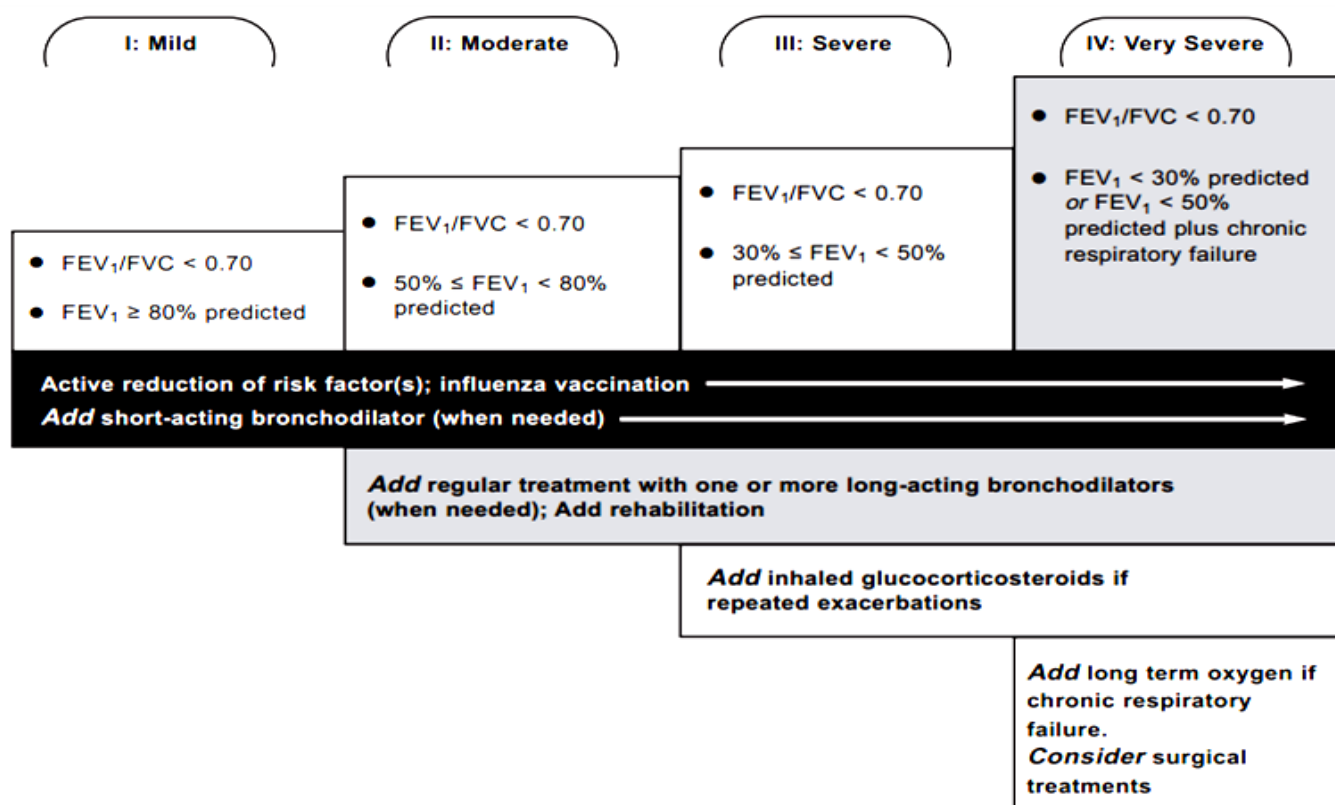 I: Mild
II: Moderate
III: Severe
IV: Very Severe
● FEV₁/FVC < 0.70
● FEV₁ ≥ 80% predicted
● FEV₁/FVC < 0.70
● 50% ≤ FEV₁ < 80%
predicted
● FEV₁/FVC < 0.70
● 30% ≤ FEV₁ < 50%
predicted
● FEV₁/FVC < 0.70
● FEV₁ < 30% predicted
or FEV₁ < 50%
predicted plus chronic
respiratory failure
Active reduction of risk factor(s); influenza vaccination
Add short-acting bronchodilator (when needed)
Add regular treatment with one or more long-acting bronchodilators
(when needed); Add rehabilitation
Add inhaled glucocorticosteroids if
repeated exacerbations
Add long term oxygen if
chronic respiratory
failure.
Consider surgical
treatments